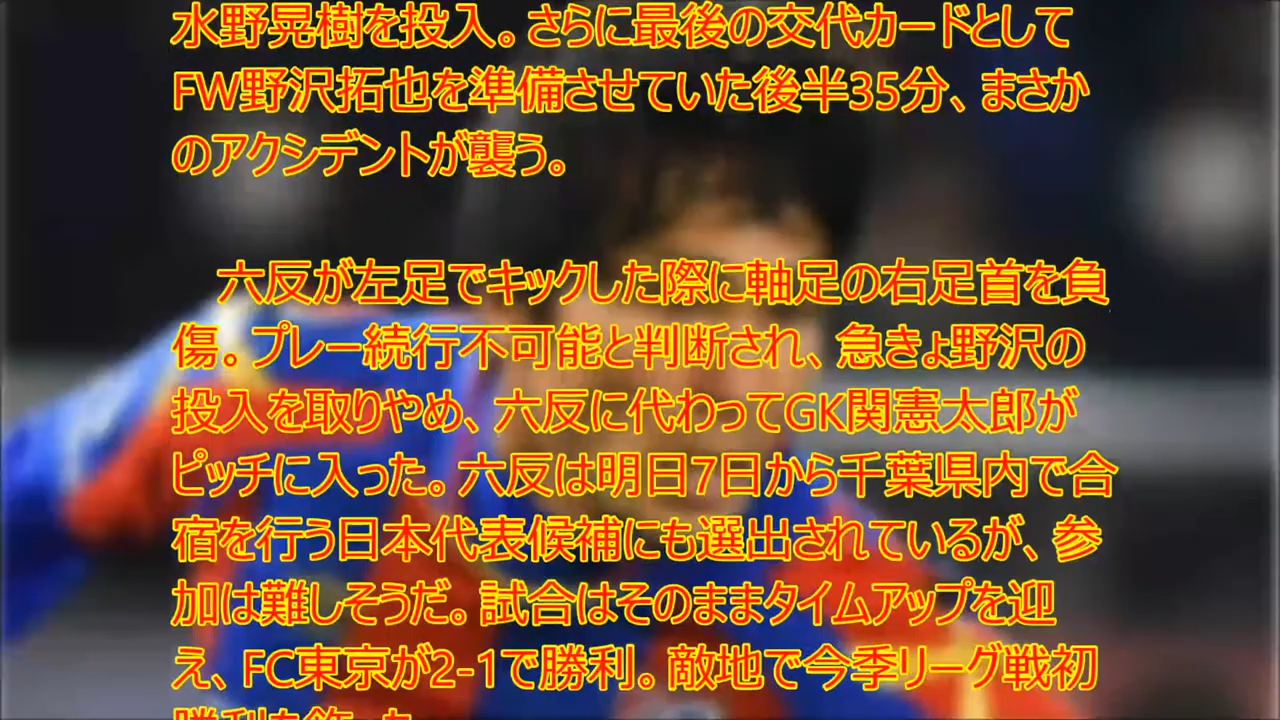 水野晃樹を投入。さらに最後の交代カードとして
FW野沢拓也を準備させていた後半35分、まさか
のアクシデントが襲う。
六反が左足でキックした際に軸足の右足首を負
傷。プレー続行不可能と判断され、急きょ野沢の
投入を取りやめ、六反に代わってGK関憲太郎が
ピッチに入った。六反は明日7日から千葉県内で合
宿を行う日本代表候補にも選出されているが、参
加は難しそうだ。試合はそのままタイムアップを迎
え、FC東京が2-1で勝利。敵地で今季リーグ戦初